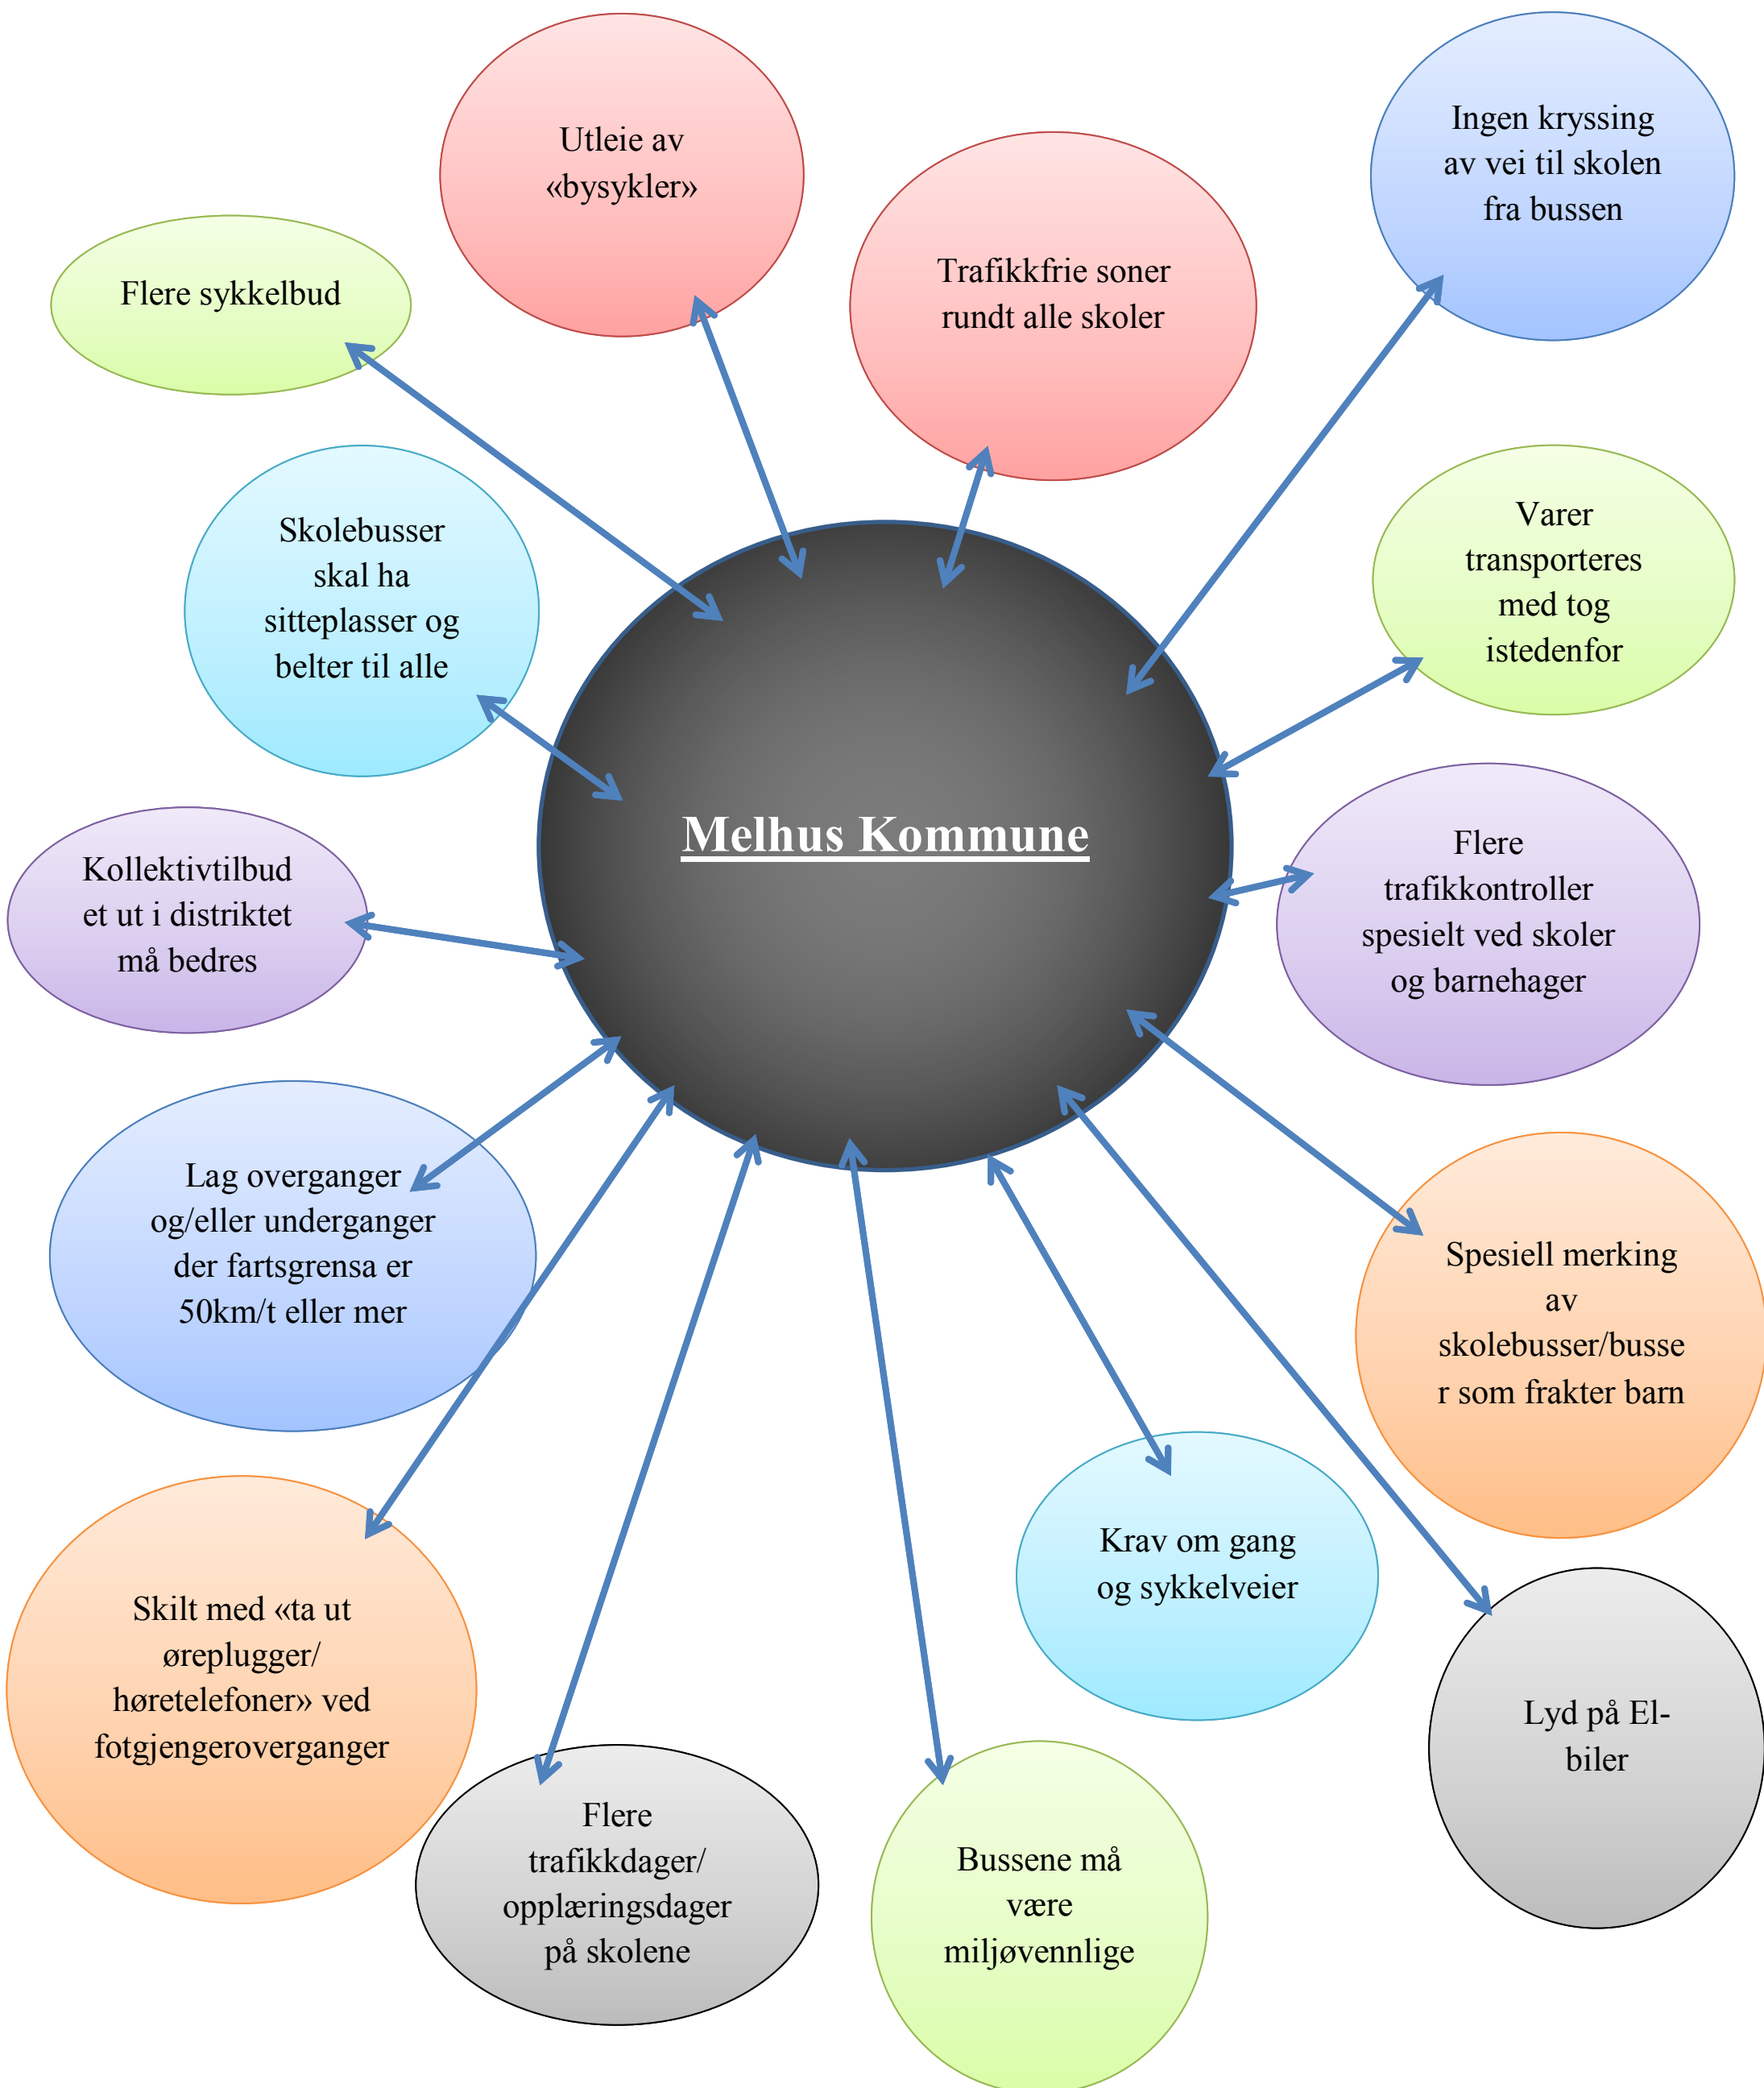 Utleie av
«bysykler»
Ingen kryssing
av vei til skolen
fra bussen
Flere sykkelbud
Trafikkfrie soner
rundt alle skoler
Skolebusser
skal ha
sitteplasser og
belter til alle
Varer
transporteres
med tog
istedenfor
Melhus Kommune
Kollektivtilbud
et ut i distriktet
må bedres
Flere
trafikkontroller
spesielt ved skoler
og barnehager
Lag overganger
og/eller underganger
der fartsgrensa er
50km/t eller mer
Spesiell merking
av
skolebusser/busse
r som frakter barn
Krav om gang
og sykkelveier
Skilt med «ta ut
øreplugger/
høretelefoner» ved
fotgjengeroverganger
Lyd på El-
biler
Flere
trafikkdager/
opplæringsdager
på skolene
Bussene må
være
miljøvennlige